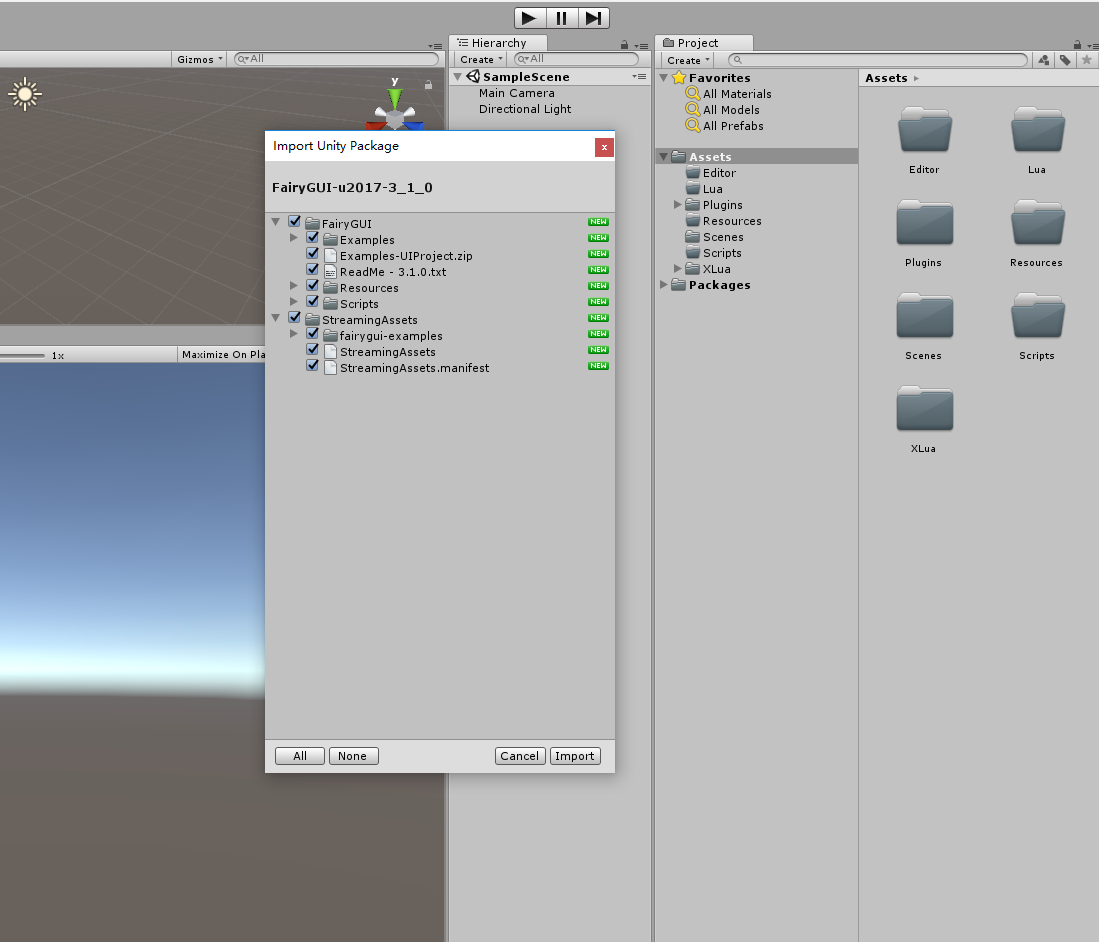 Gizmos
All
y
1x
Maximize On Pla
Hierarchy
Create
All
SampleScene
Main Camera
Directional Light
Import Unity Package
x
FairyGUI-u2017-3_1_0
FairyGUI NEW
Examples NEW
Examples-UIProject.zip NEW
ReadMe - 3.1.0.txt NEW
Resources NEW
Scripts NEW
StreamingAssets NEW
fairygui-examples NEW
StreamingAssets NEW
StreamingAssets.manifest NEW
All None Cancel Import
Project
Create
Favorites
All Materials
All Models
All Prefabs
Assets
Editor
Lua
Plugins
Resources
Scenes
Scripts
XLua
Packages
Assets
Editor Lua
Plugins Resources
Scenes Scripts
XLua